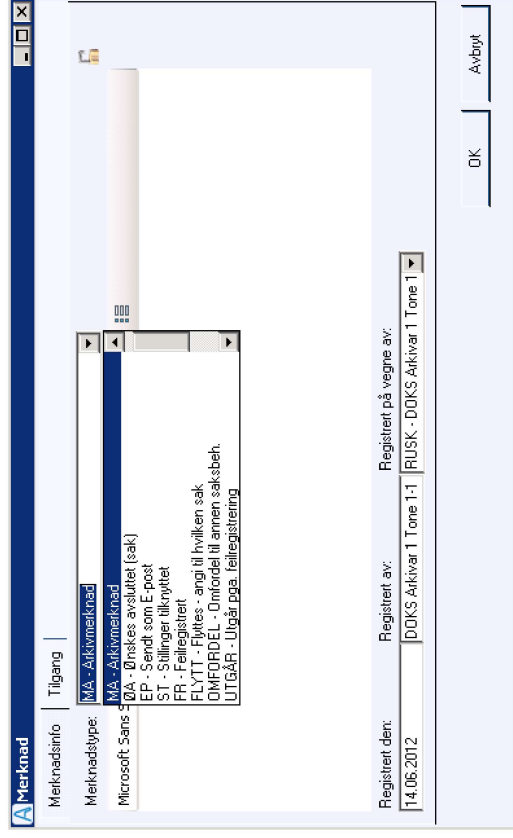 Merknad
Merknadsinfo Tilgang
Merknadstype: MA - Arkivmerknad
Microsoft Sans S
MA - Arkivmerknad
ØA - Ønskes avsluttet (sak)
EP - Sendt som E-post
ST - Stillinger tilknyttet
FR - Feilregistrert
FLYTT - Flyttes - angi til hvilken sak
OMFORDEL - Omfordel til annen saksbeh.
UTGÅR - Utgår pga. feilregistrering
Registrert den: Registrert av: Registrert på vegne av:
14.06.2012 DOKS Arkivar 1 Tone 1-1 RUSK - DOKS Arkivar 1 Tone 1
OK Avbryt